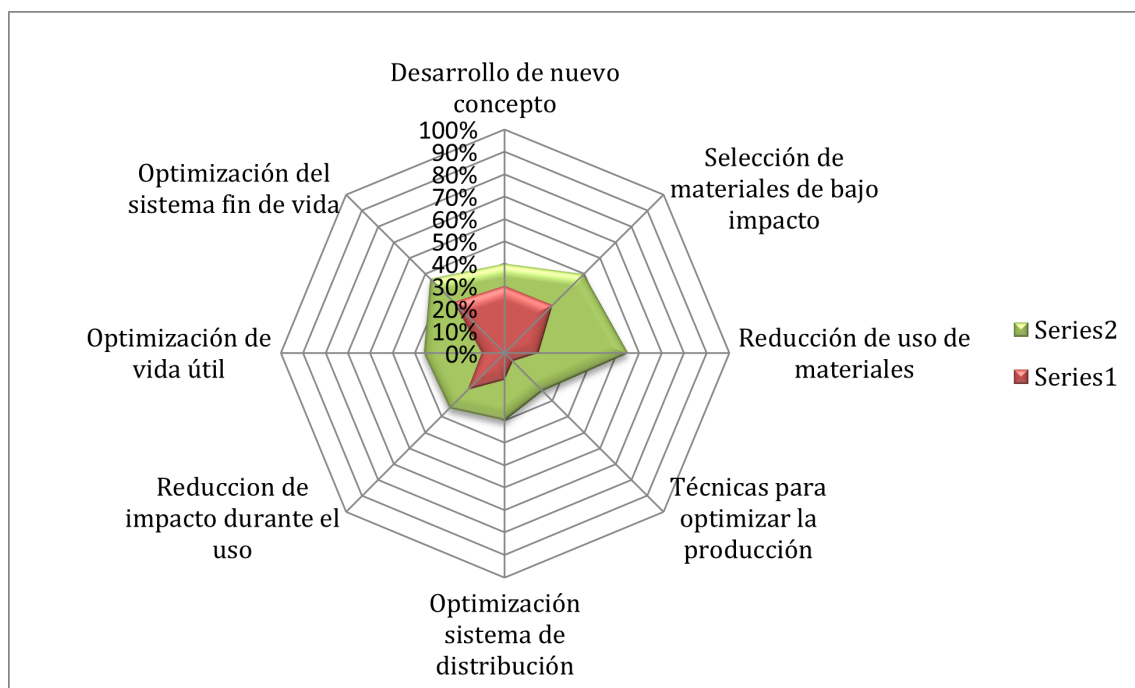 Desarrollo de nuevo
concepto
100%
90%
80%
70%
60%
50%
40%
30%
20%
10%
0%
Selección de
materiales de bajo
impacto
Reducción de uso de
materiales
Técnicas para
optimizar la
producción
Optimización
sistema de
distribución
Reduccion de
impacto durante el
uso
Optimización de
vida útil
Optimización del
sistema fin de vida
Series2
Series1